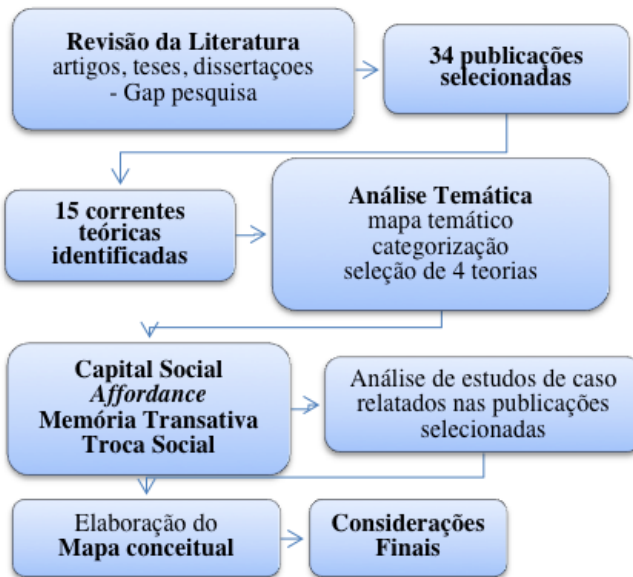 Revisão da Literatura
artigos, teses, dissertaçoes
- Gap pesquisa
34 publicações
selecionadas
15 correntes
teóricas
identificadas
Análise Temática
mapa temático
categorização
seleção de 4 teorias
Capital Social
Affordance
Memória Transativa
Troca Social
Análise de estudos de caso
relatados nas publicações
selecionadas
Elaboração do
Mapa conceitual
Considerações
Finais